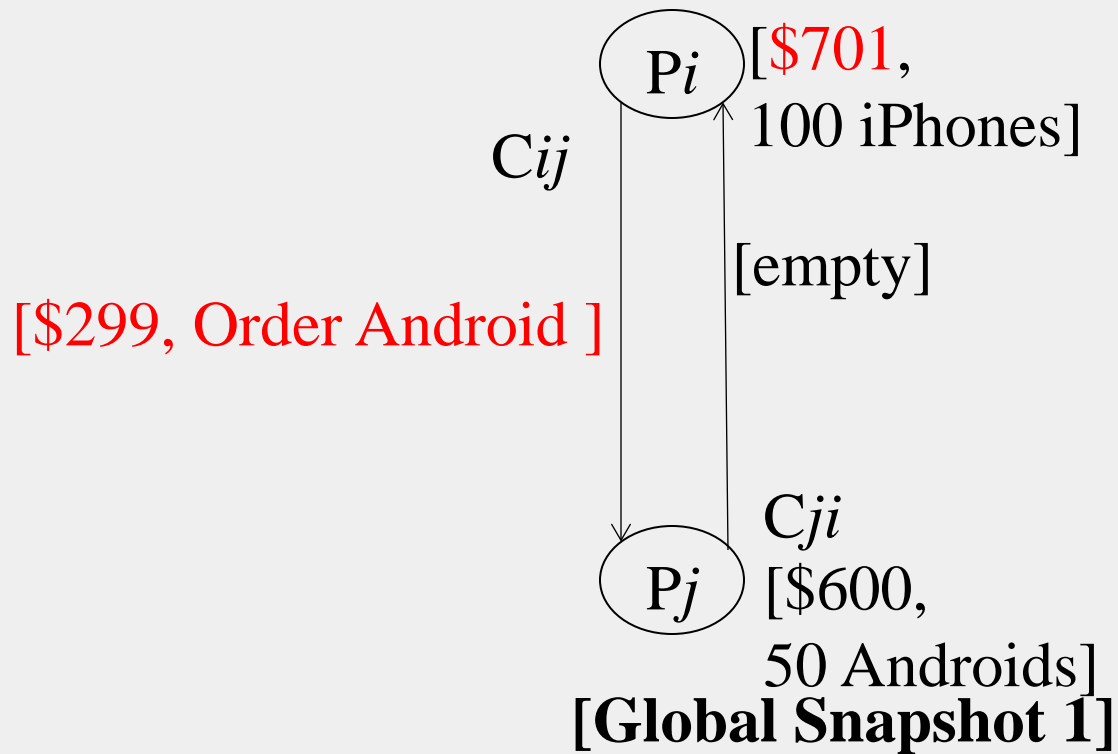 Pi
[$701,
100 iPhones]
Cij
[empty]
[$299, Order Android ]
Cji
Pj
[$600,
50 Androids]
[Global Snapshot 1]